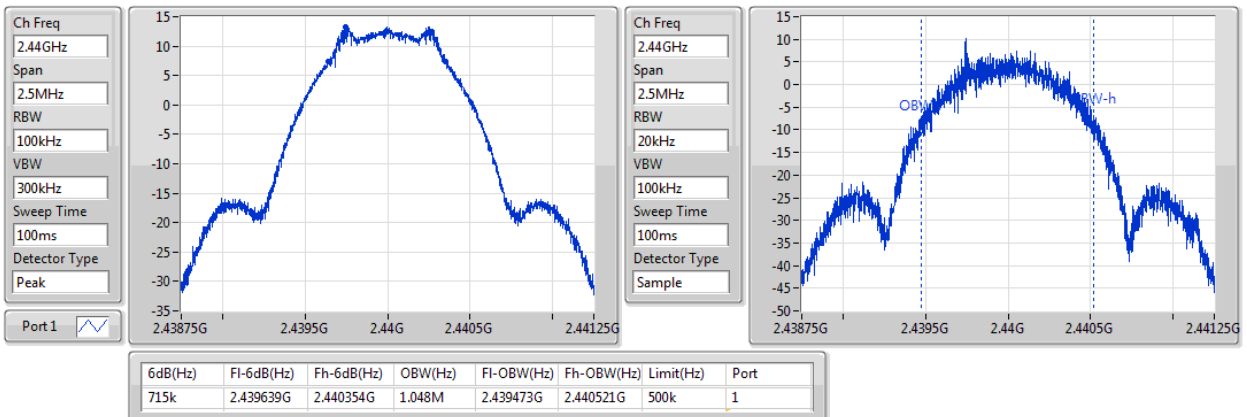 Ch Freq
2.44GHz
Span
2.5MHz
RBW
100kHz
VBW
300kHz
Sweep Time
100ms
Detector Type
Peak
Port 1
15
10
5
0
-5
-10
-15
-20
-25
-30
-35
2.43875G 2.4395G 2.44G 2.4405G 2.44125G
Ch Freq
2.44GHz
Span
2.5MHz
RBW
20kHz
VBW
100kHz
Sweep Time
100ms
Detector Type
Sample
15
10
5
0
-5
-10
-15
-20
-25
-30
-35
-40
-45
-50
2.43875G 2.4395G 2.44G 2.4405G 2.44125G
6dB(Hz) Fl-6dB(Hz) Fh-6dB(Hz) OBW(Hz) Fl-OBW(Hz) Fh-OBW(Hz) Limit(Hz) Port
715k 2.439639G 2.440354G 1.048M 2.439473G 2.440521G 500k 1